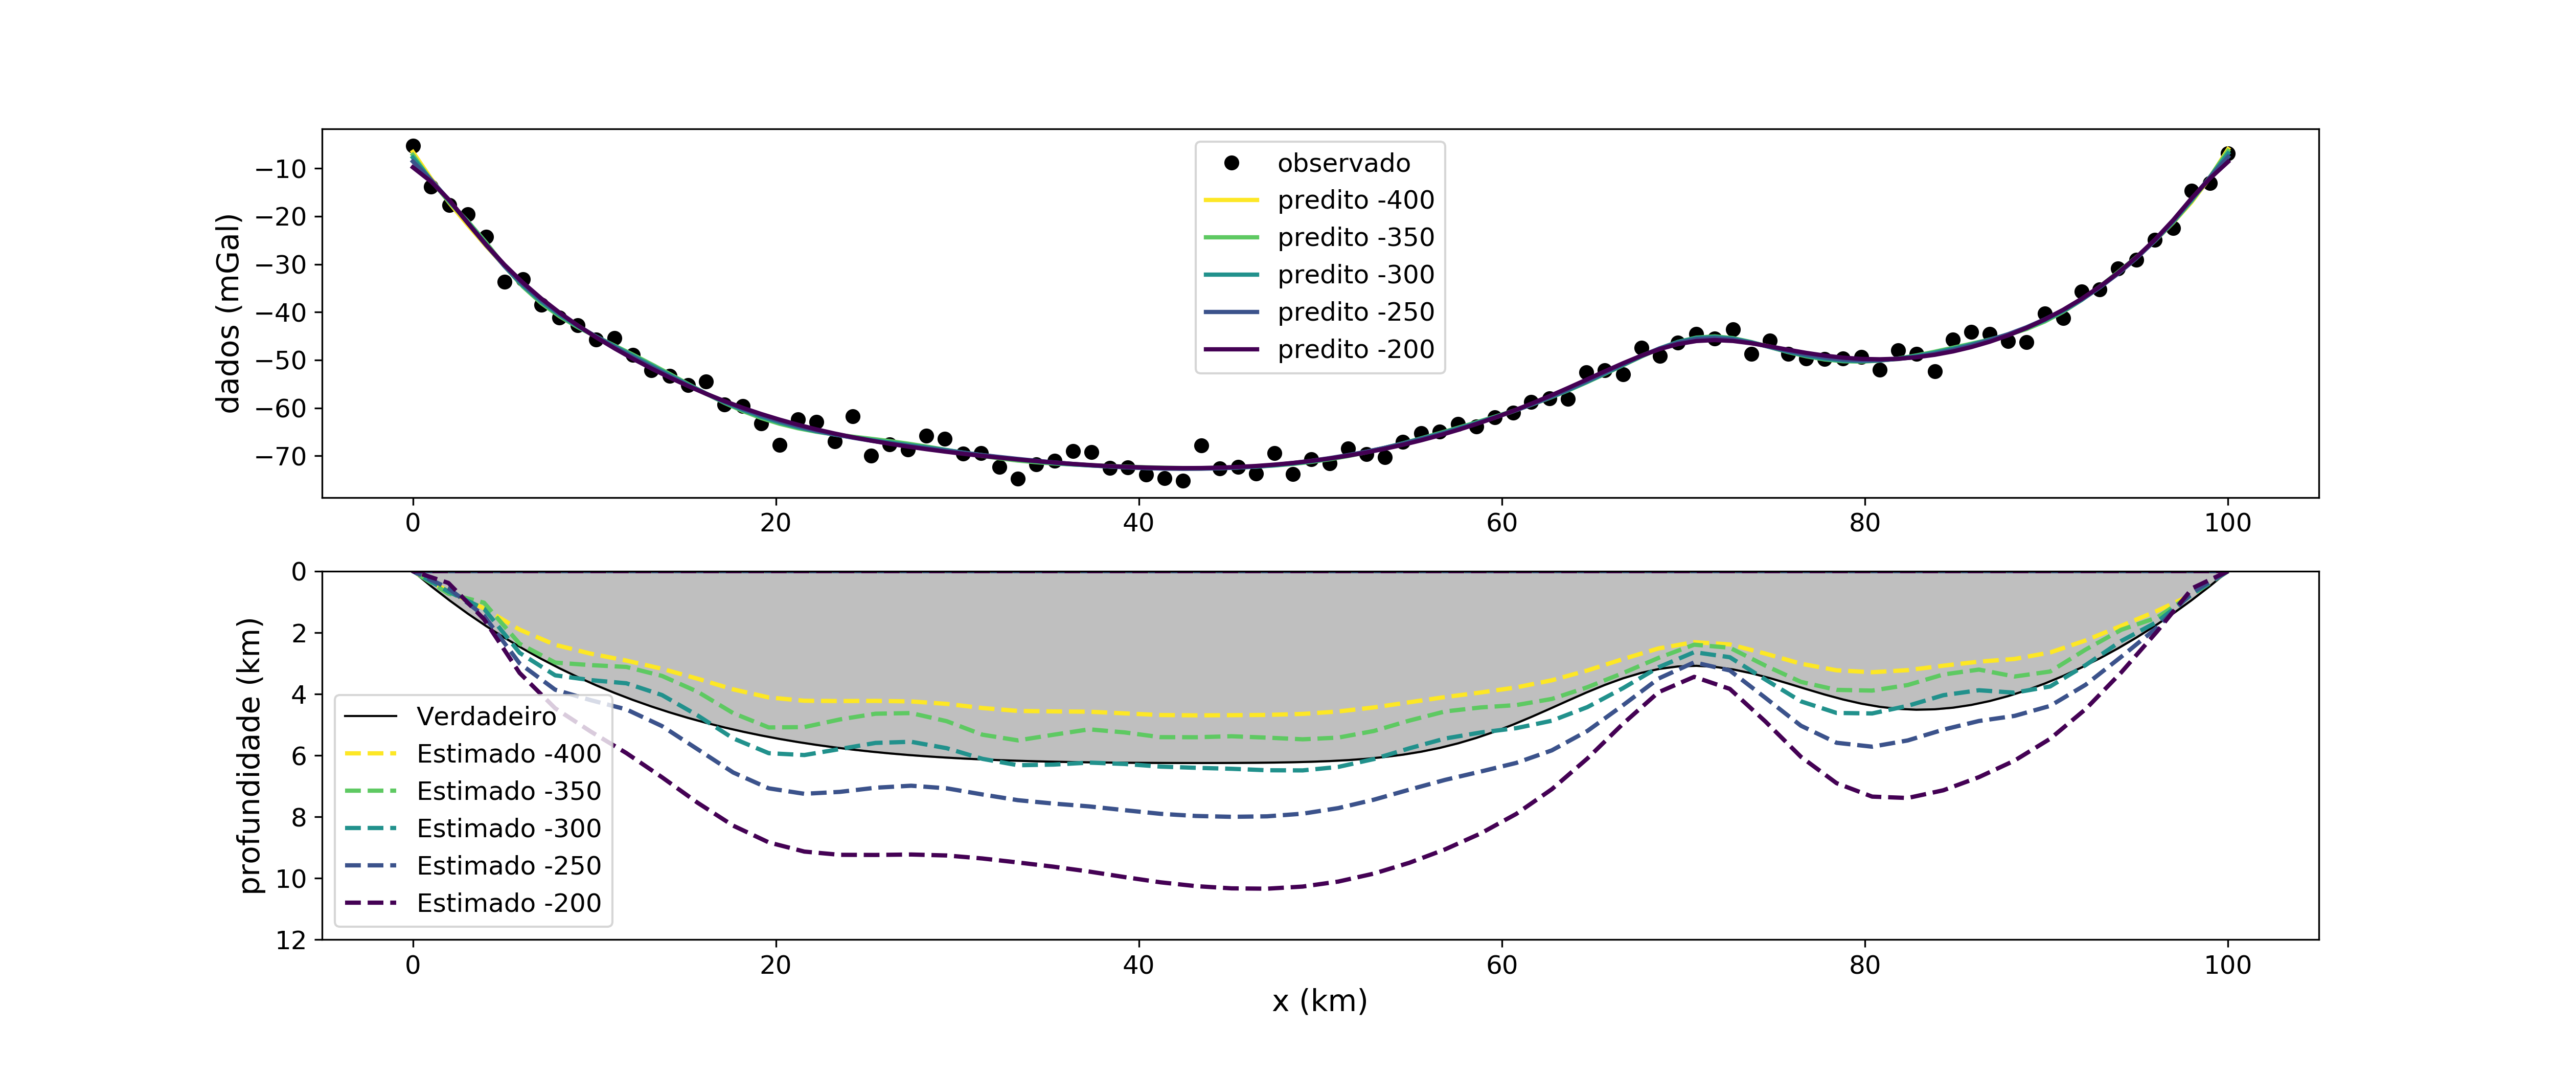 dados (mGal)
−10
−20
−30
−40
−50
−60
−70
observado
predito -400
predito -350
predito -300
predito -250
predito -200
0 20 40 60 80 100
profundidade (km)
0
2
4
6
8
10
12
Verdadeiro
Estimado -400
Estimado -350
Estimado -300
Estimado -250
Estimado -200
0 20 40 60 80 100
x (km)